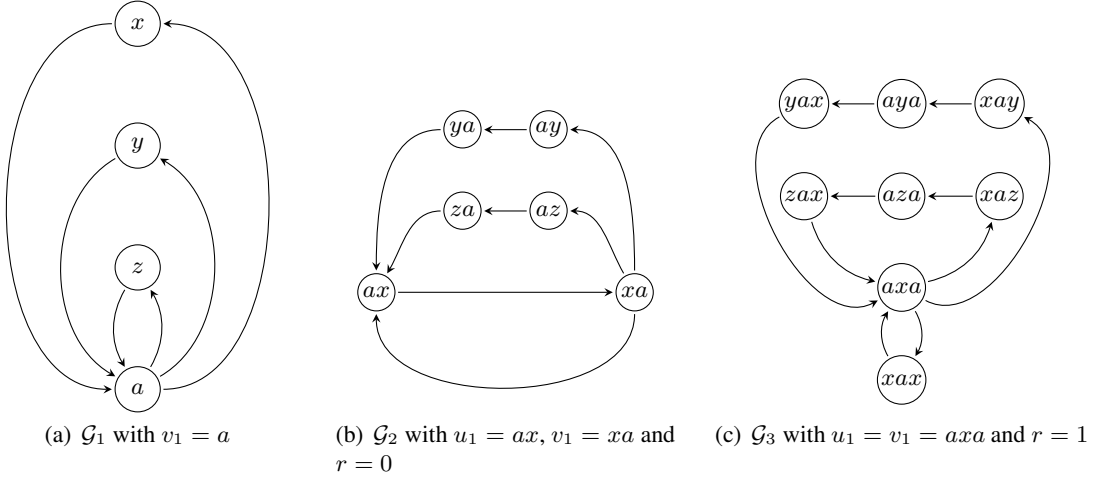 x
y
z
a
ya
ay
za
az
ax
xa
yax
aya
xay
zax
aza
xaz
axa
xax
(a) 𝒢₁ with v₁ = a
(b) 𝒢₂ with u₁ = ax, v₁ = xa and
r = 0
(c) 𝒢₃ with u₁ = v₁ = axa and r = 1